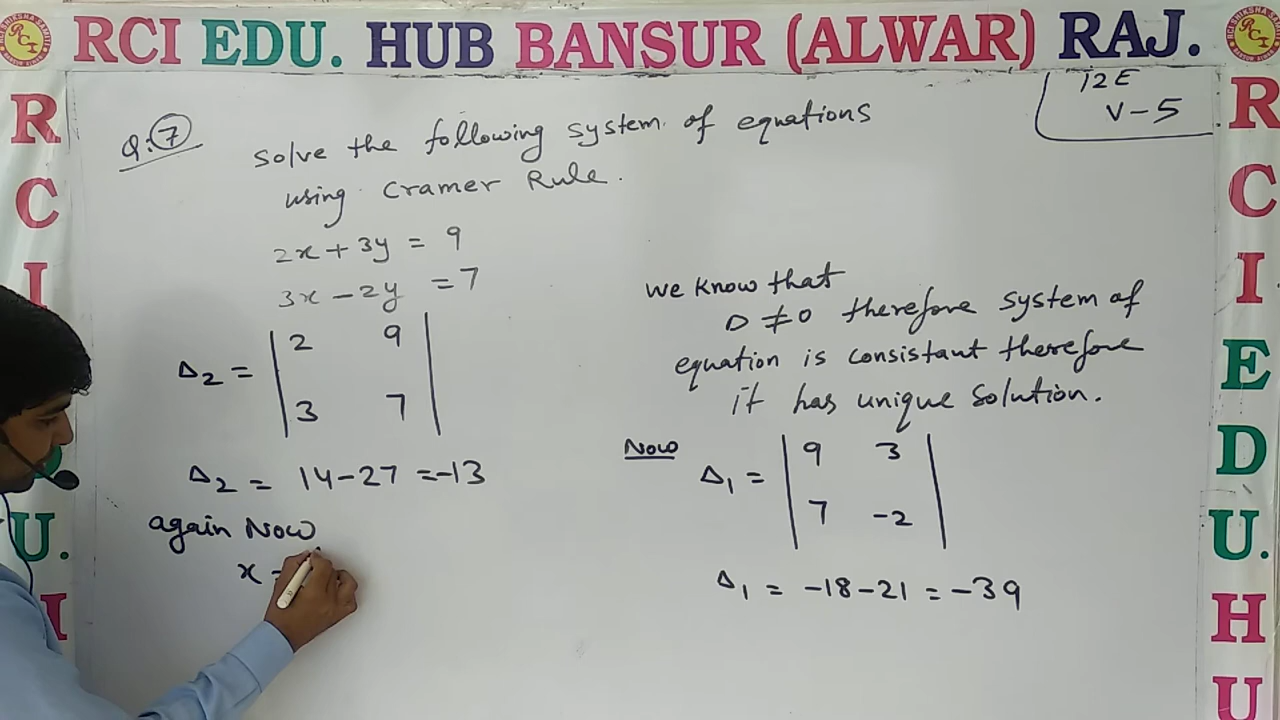 RCI EDU. HUB BANSUR (ALWAR) RAJ.
12E
V-5
Q.7 Solve the following system of equations
using Cramer Rule.
2x + 3y = 9
3x - 2y = 7
Δ2 = | 2 9 |
| 3 7 |
Δ2 = 14-27 = -13
again Now
x
we know that
D ≠ 0 therefore system of
equation is consistant therefore
it has unique solution.
Now Δ1 = | 9 3 |
| 7 -2 |
Δ1 = -18-21 = -39
R
C
I
U.
I
R
C
I
E
D
U.
H
U